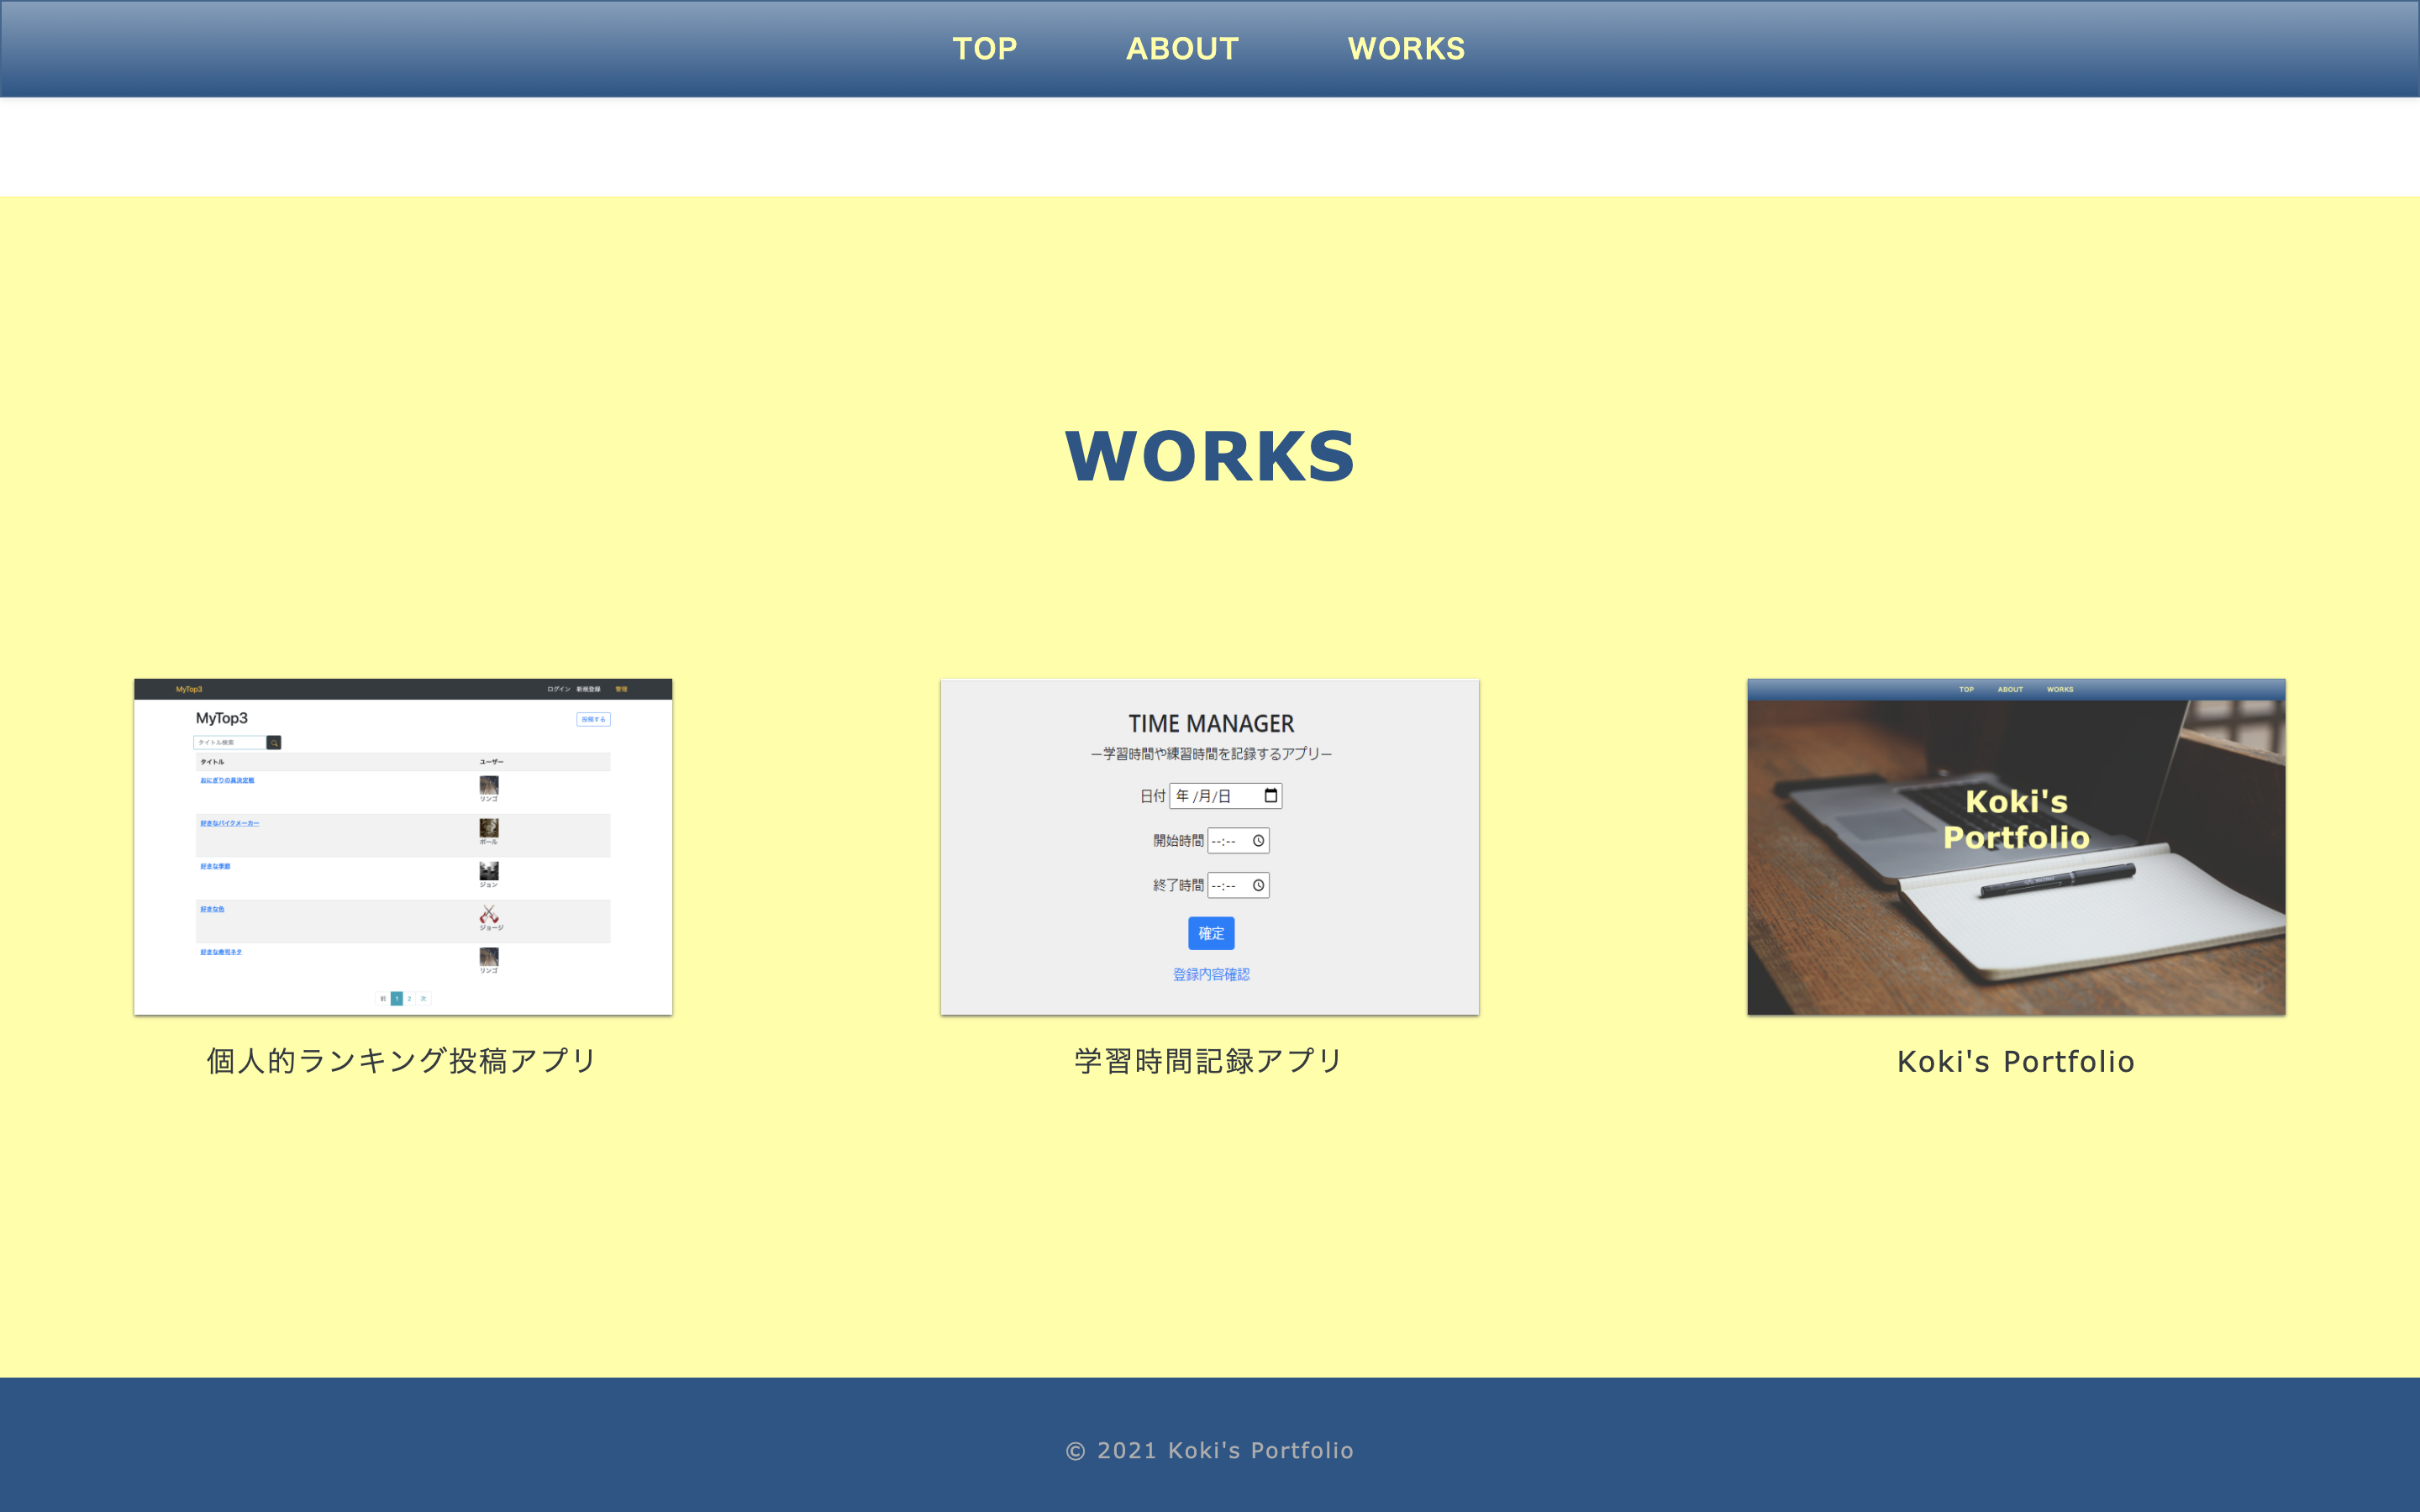 TOP ABOUT WORKS
WORKS
MyTop3 ログイン 新規登録 管理
MyTop3 投稿する
タイトル検索
タイトル ユーザー
おにぎりの具決定戦
リンゴ
好きなバイクメーカー
ポール
好きな季節
ジョン
好きな色
ジョージ
好きな寿司ネタ
リンゴ
前 1 2 次
個人的ランキング投稿アプリ
TIME MANAGER
ー学習時間や練習時間を記録するアプリー
日付 年 /月/日
開始時間 --:--
終了時間 --:--
確定
登録内容確認
学習時間記録アプリ
TOP ABOUT WORKS
Koki's
Portfolio
Koki's Portfolio
© 2021 Koki's Portfolio